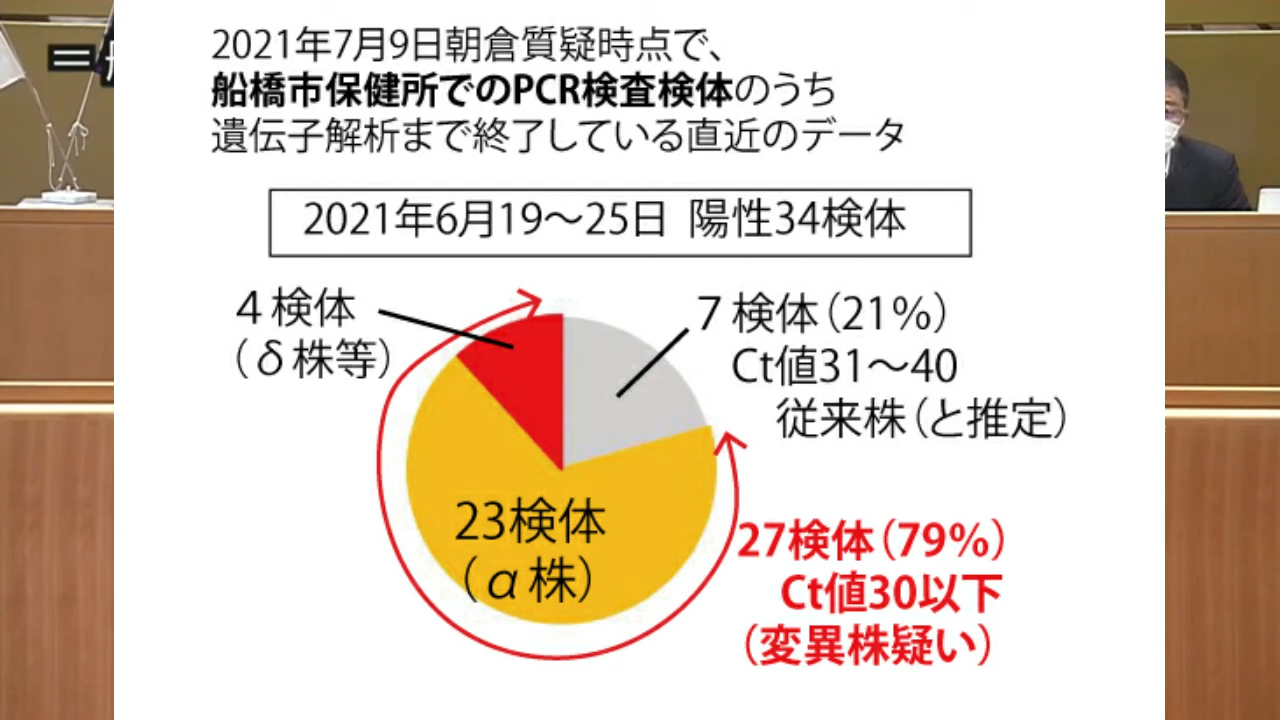 2021年7月9日朝倉質疑時点で、
船橋市保健所でのPCR検査検体のうち
遺伝子解析まで終了している直近のデータ
2021年6月19～25日 陽性34検体
4検体
（δ株等）
7検体（21％）
Ct値31～40
従来株（と推定）
23検体
（α株）
27検体（79％）
Ct値30以下
（変異株疑い）